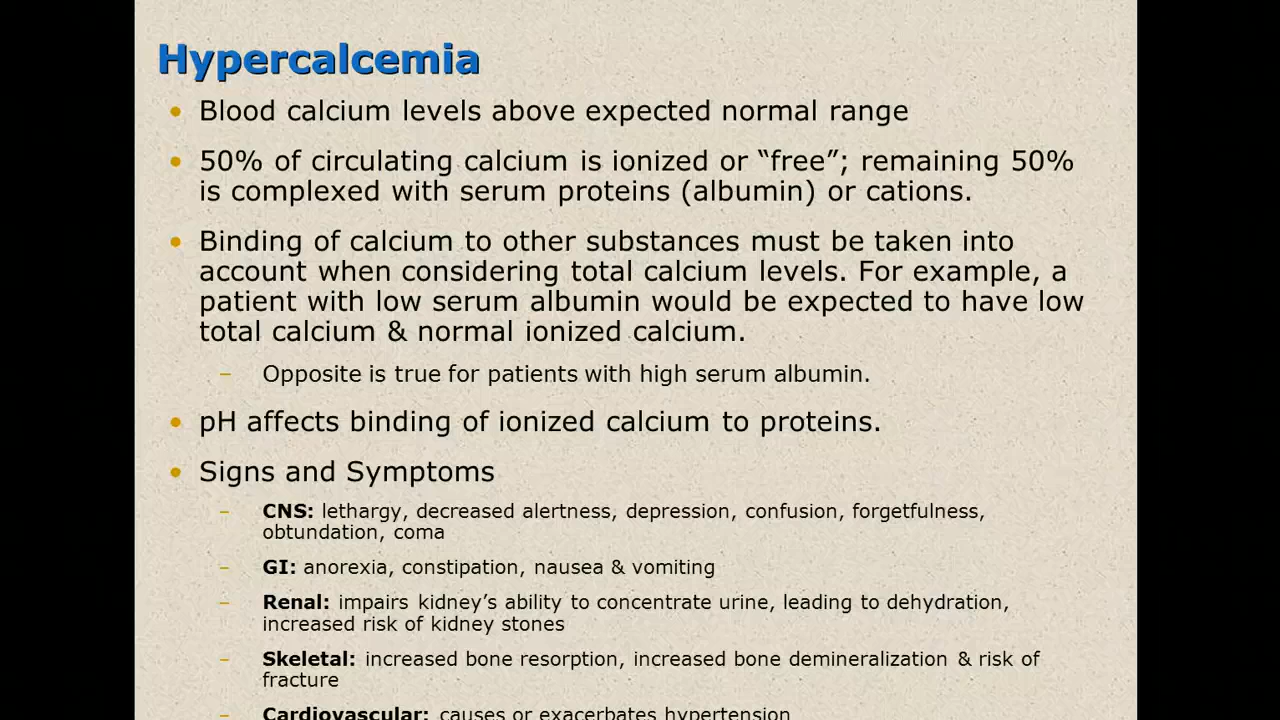 Hypercalcemia
• Blood calcium levels above expected normal range
• 50% of circulating calcium is ionized or “free”; remaining 50%
is complexed with serum proteins (albumin) or cations.
• Binding of calcium to other substances must be taken into
account when considering total calcium levels. For example, a
patient with low serum albumin would be expected to have low
total calcium & normal ionized calcium.
– Opposite is true for patients with high serum albumin.
• pH affects binding of ionized calcium to proteins.
• Signs and Symptoms
– CNS: lethargy, decreased alertness, depression, confusion, forgetfulness,
obtundation, coma
– GI: anorexia, constipation, nausea & vomiting
– Renal: impairs kidney’s ability to concentrate urine, leading to dehydration,
increased risk of kidney stones
– Skeletal: increased bone resorption, increased bone demineralization & risk of
fracture
– Cardiovascular: causes or exacerbates hypertension